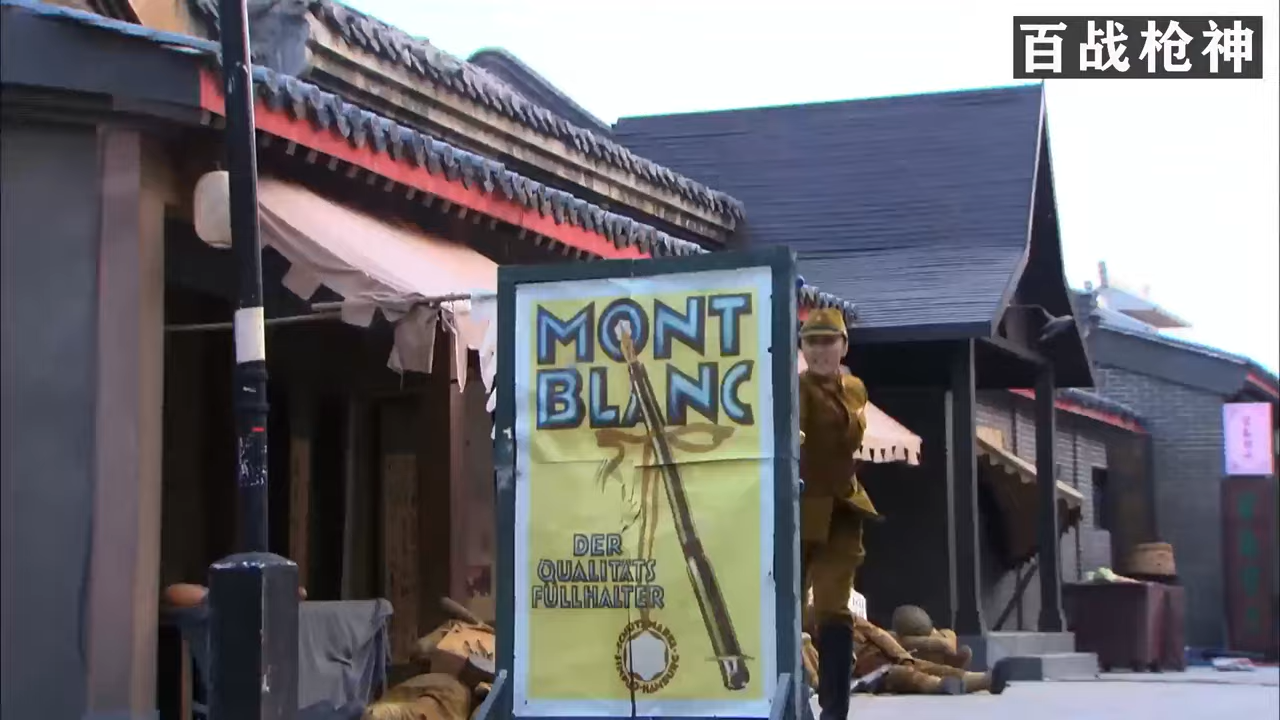 百战枪神
MONT
BLANC
DER
QUALITÄTS
FÜLLHALTER